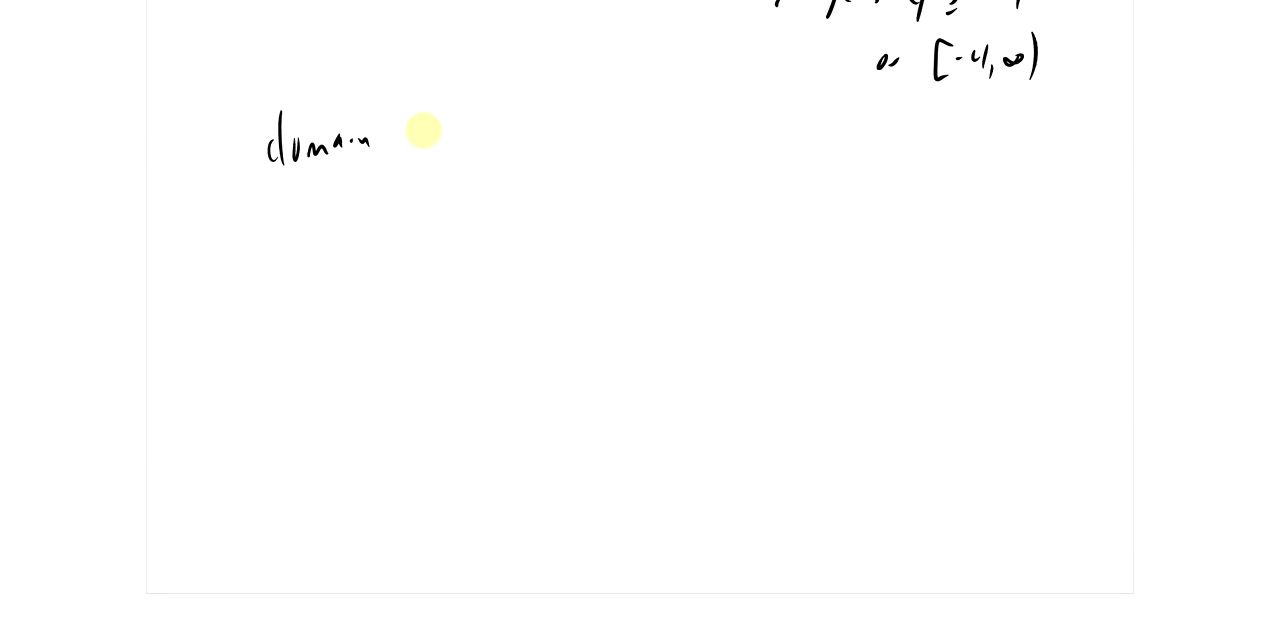 or [-4, ∞)
domain